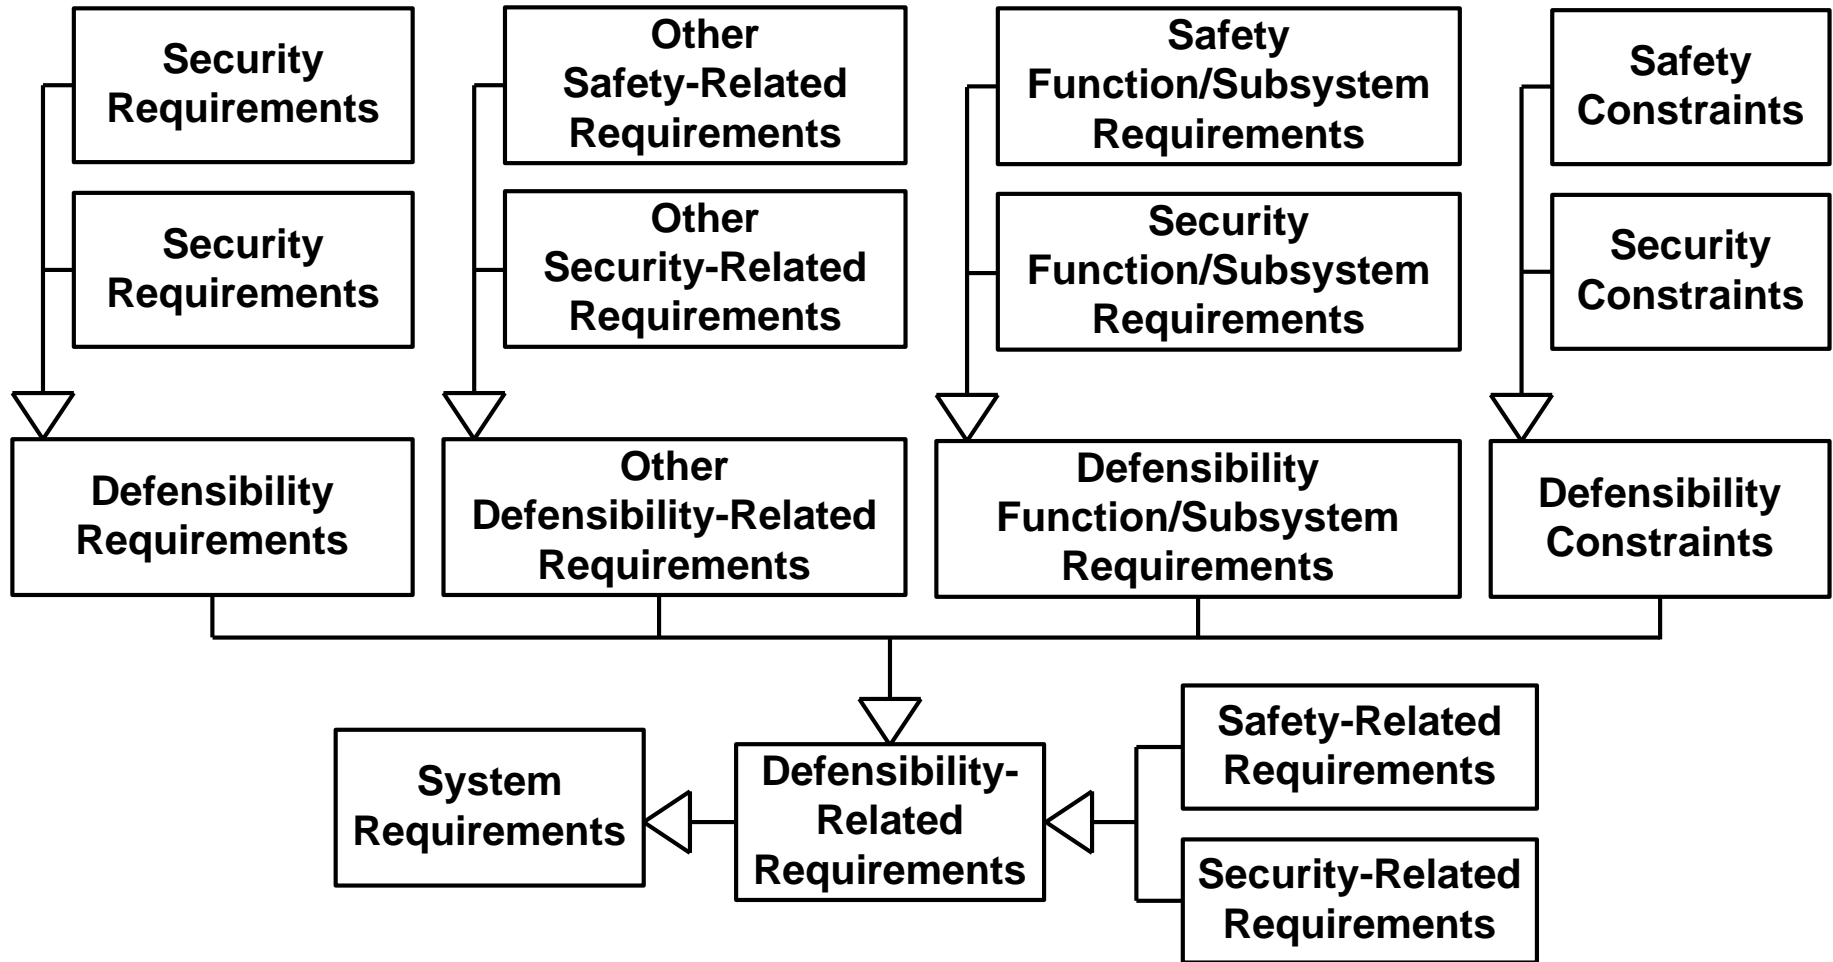 Security
Requirements
Other
Safety-Related
Requirements
Safety
Function/Subsystem
Requirements
Safety
Constraints
Security
Requirements
Other
Security-Related
Requirements
Security
Function/Subsystem
Requirements
Security
Constraints
Defensibility
Requirements
Other
Defensibility-Related
Requirements
Defensibility
Function/Subsystem
Requirements
Defensibility
Constraints
System
Requirements
Defensibility-
Related
Requirements
Safety-Related
Requirements
Security-Related
Requirements